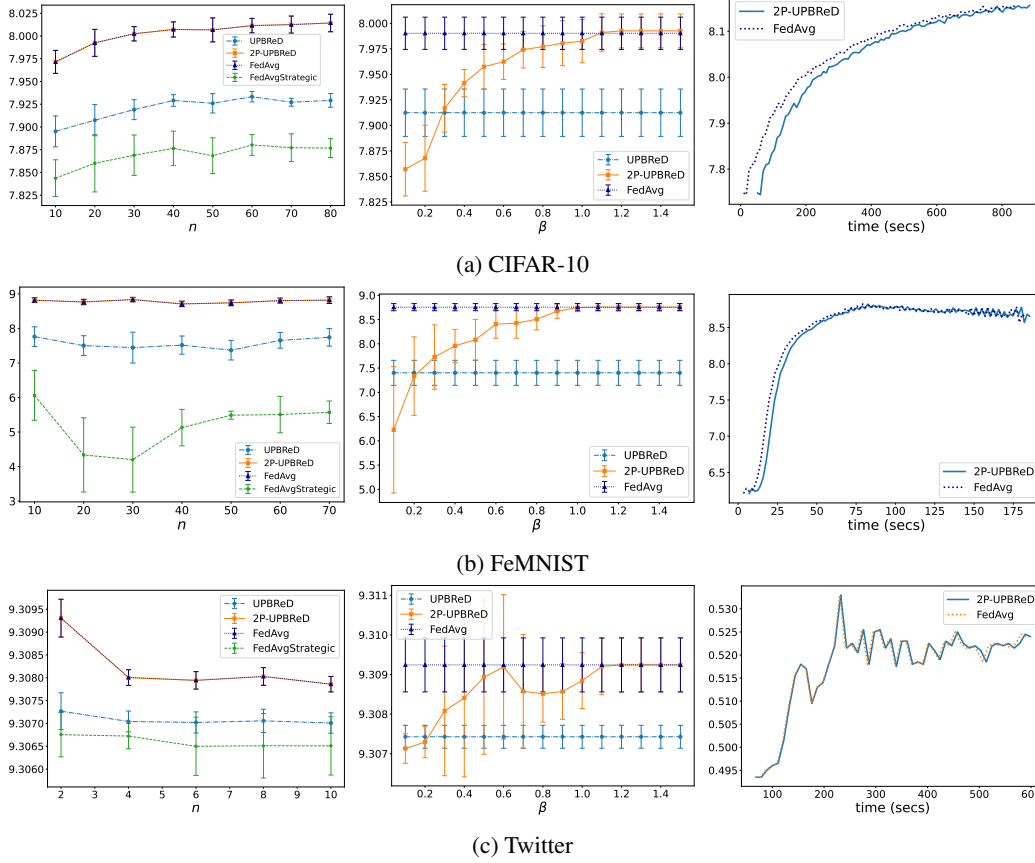 8.000
7.975
7.950
7.925
7.900
7.875
7.850
7.825
UPBReD
2P-UPBReD
FedAvg
FedAvgStrategic
10 20 30 40 50 60 70 80
n
8.000
7.975
7.950
7.925
7.900
7.875
7.850
7.825
UPBReD
2P-UPBReD
FedAvg
0.2 0.4 0.6 0.8 1.0 1.2 1.4
β
8.1
8.0
7.9
7.8
2P-UPBReD
FedAvg
0 200 400 600 800
time (secs)
(a) CIFAR-10
9
8
7
6
5
4
3
UPBReD
2P-UPBReD
FedAvg
FedAvgStrategic
10 20 30 40 50 60 70
n
9.0
8.5
8.0
7.5
7.0
6.5
6.0
5.5
5.0
UPBReD
2P-UPBReD
FedAvg
0.2 0.4 0.6 0.8 1.0 1.2 1.4
β
8.5
8.0
7.5
7.0
6.5
2P-UPBReD
FedAvg
0 25 50 75 100 125 150 175
time (secs)
(b) FeMNIST
9.3095
9.3090
9.3085
9.3080
9.3075
9.3070
9.3065
9.3060
UPBReD
2P-UPBReD
FedAvg
FedAvgStrategic
2 3 4 5 6 7 8 9 10
n
9.311
9.310
9.309
9.308
9.307
UPBReD
2P-UPBReD
FedAvg
0.2 0.4 0.6 0.8 1.0 1.2 1.4
β
0.530
0.525
0.520
0.515
0.510
0.505
0.500
0.495
2P-UPBReD
FedAvg
100 200 300 400 500 600
time (secs)
(c) Twitter